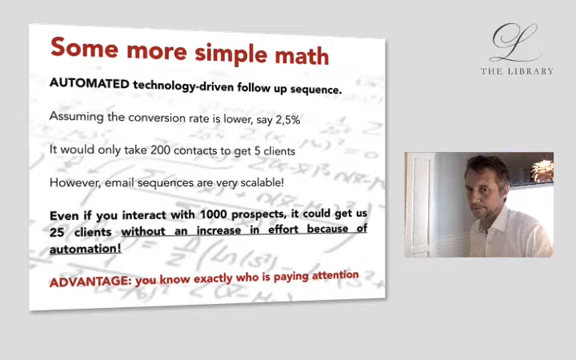 Some more simple math
AUTOMATED technology-driven follow up sequence.
Assuming the conversion rate is lower, say 2,5%
It would only take 200 contacts to get 5 clients
However, email sequences are very scalable!
Even if you interact with 1000 prospects, it could get us
25 clients without an increase in effort because of
automation!
ADVANTAGE: you know exactly who is paying attention
L
THE LIBRARY